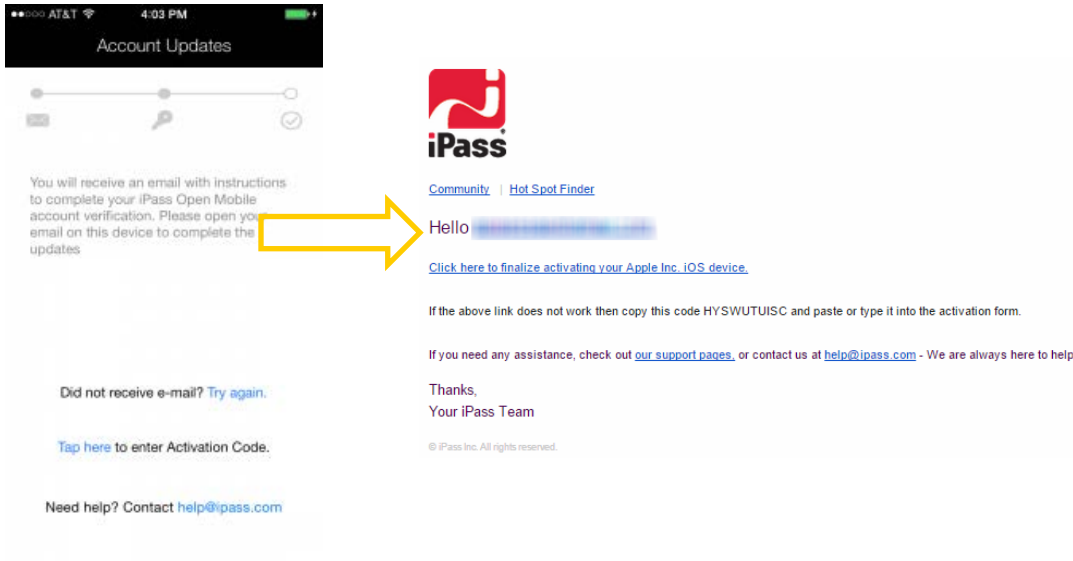 AT&T 4:03 PM
Account Updates
You will receive an email with instructions
to complete your iPass Open Mobile
account verification. Please open your
email on this device to complete the
updates
Did not receive e-mail? Try again.
Tap here to enter Activation Code.
Need help? Contact help@ipass.com
iPass
Community | Hot Spot Finder
Hello
Click here to finalize activating your Apple Inc. iOS device.
If the above link does not work then copy this code HYSWUTUISC and paste or type it into the activation form.
If you need any assistance, check out our support pages, or contact us at help@ipass.com - We are always here to help
Thanks,
Your iPass Team
© iPass Inc. All rights reserved.